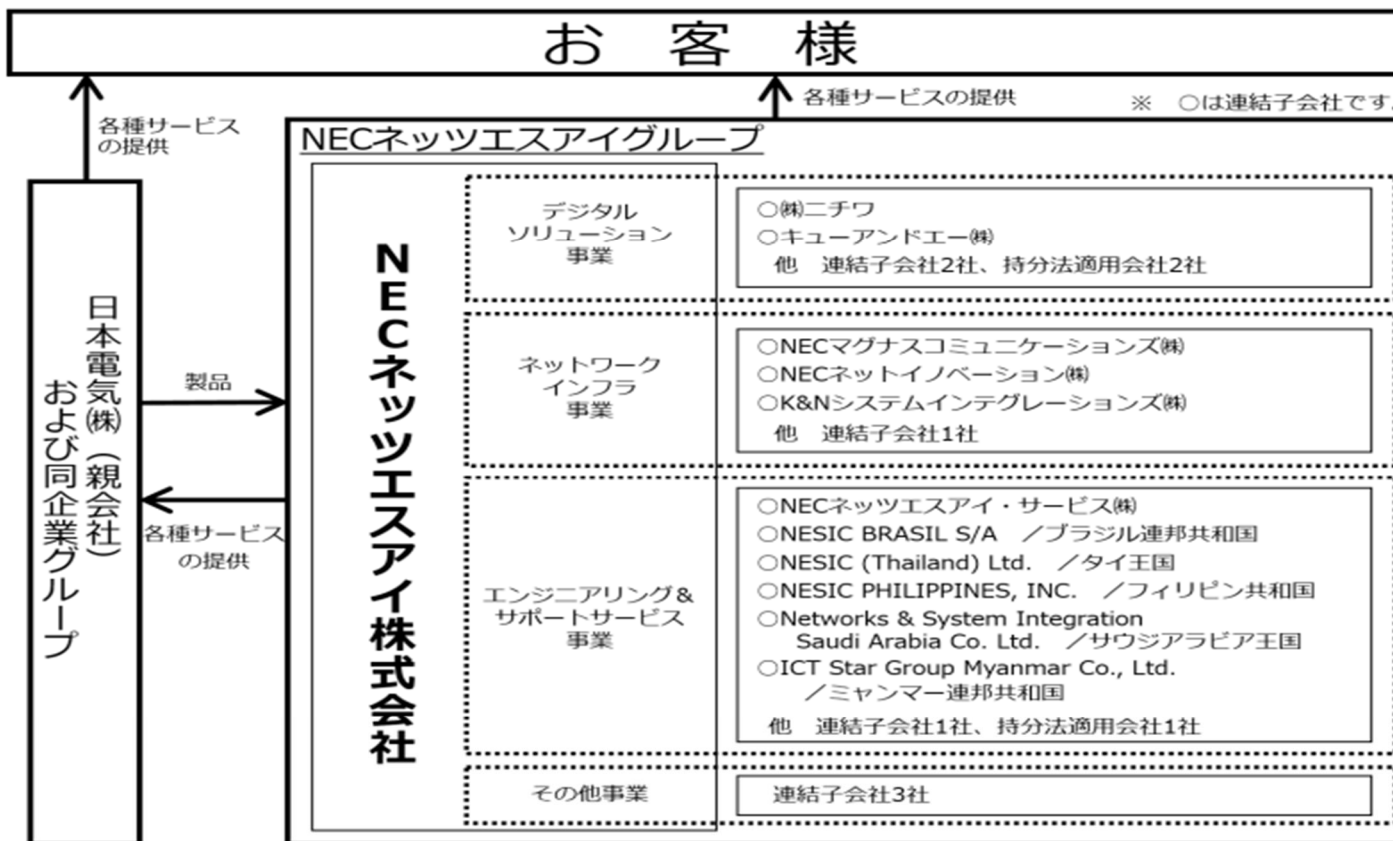 お客様
各種サービス
の提供
各種サービスの提供
※ ○は連結子会社です。
日本電気㈱（親会社）
および同企業グループ
製品
各種サービス
の提供
NECネッツエスアイグループ
NECネッツエスアイ株式会社
デジタル
ソリューション
事業
○㈱ニチワ
○キューアンドエー㈱
他 連結子会社2社、持分法適用会社2社
ネットワーク
インフラ
事業
○NECマグナスコミュニケーションズ㈱
○NECネットイノベーション㈱
○K&Nシステムインテグレーションズ㈱
他 連結子会社1社
エンジニアリング＆
サポートサービス
事業
○NECネッツエスアイ・サービス㈱
○NESIC BRASIL S/A ／ブラジル連邦共和国
○NESIC (Thailand) Ltd. ／タイ王国
○NESIC PHILIPPINES, INC. ／フィリピン共和国
○Networks & System Integration
Saudi Arabia Co. Ltd. ／サウジアラビア王国
○ICT Star Group Myanmar Co., Ltd.
／ミャンマー連邦共和国
他 連結子会社1社、持分法適用会社1社
その他事業
連結子会社3社